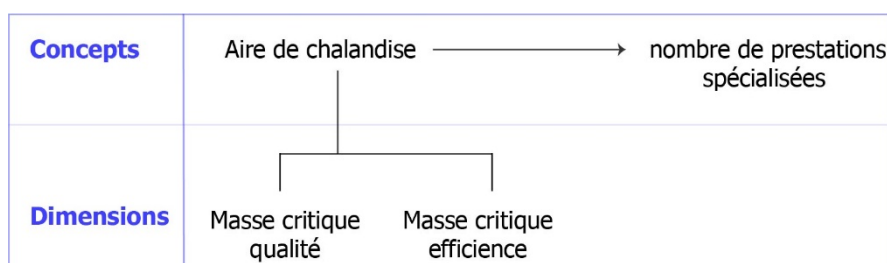 Concepts
Aire de chalandise
nombre de prestations
spécialisées
Dimensions
Masse critique
qualité
Masse critique
efficience